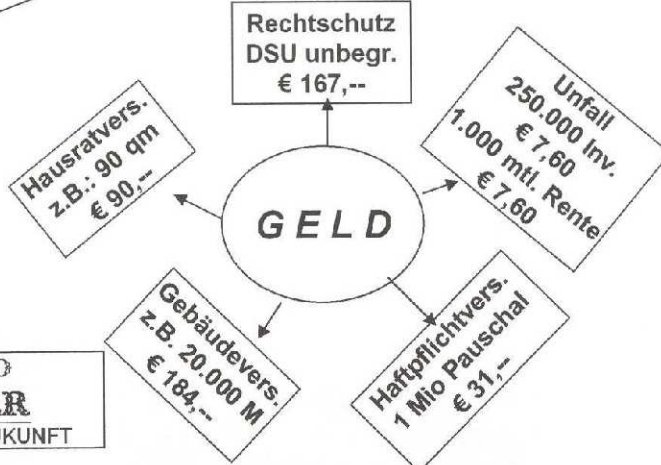 Rechtschutz
DSU unbegr.
€ 167,--
Unfall
250.000 Inv.
€ 7,60
1.000 mtl. Rente
€ 7,60
Hausratvers.
z.B.: 90 qm
€ 90,--
GELD
Gebäudevers.
z.B. 20.000 M
€ 184,--
Haftpflichtvers.
1 Mio Pauschal
€ 31,--